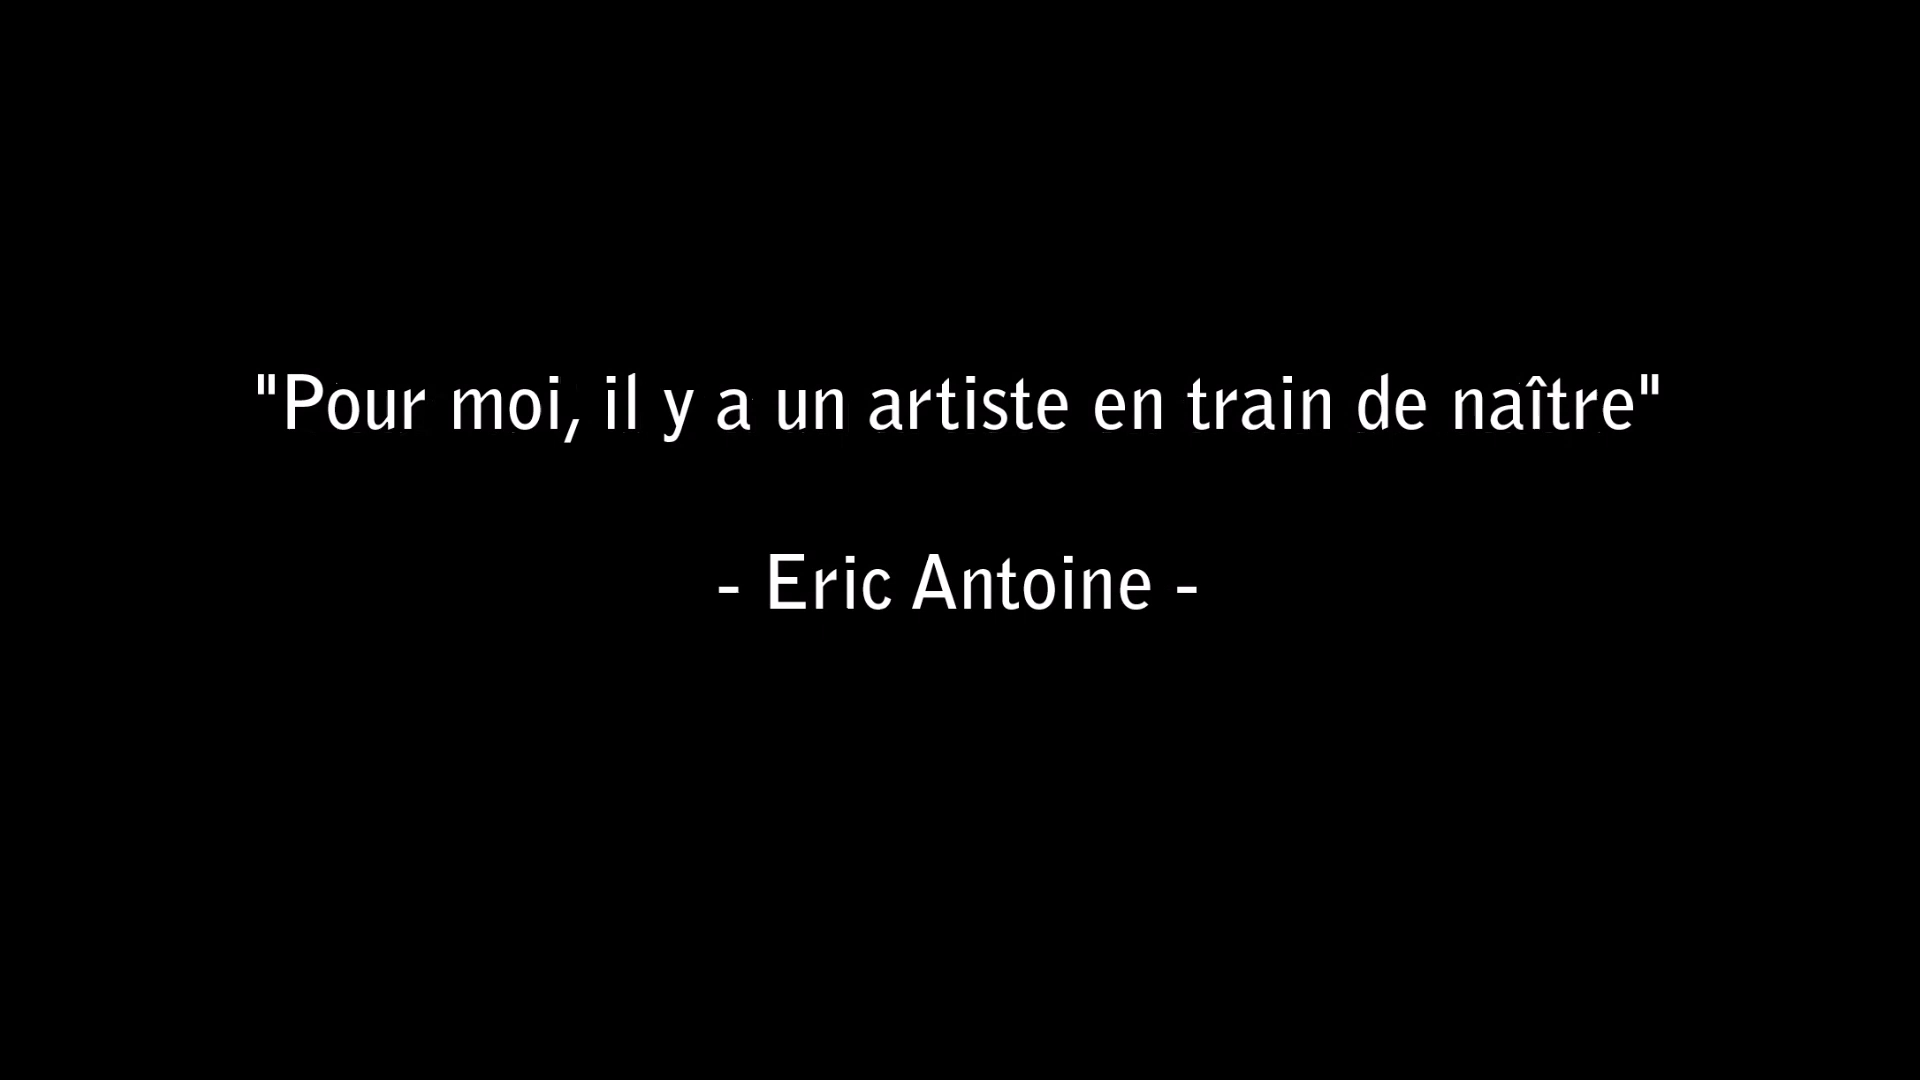 "Pour moi, il y a un artiste en train de naître"
- Eric Antoine -